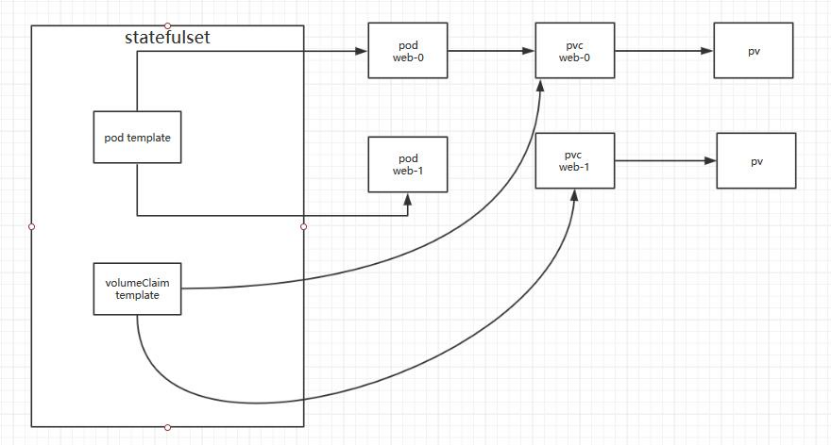 statefulset
pod
web-0
pvc
web-0
pv
pod template
pod
web-1
pvc
web-1
pv
volumeClaim
template